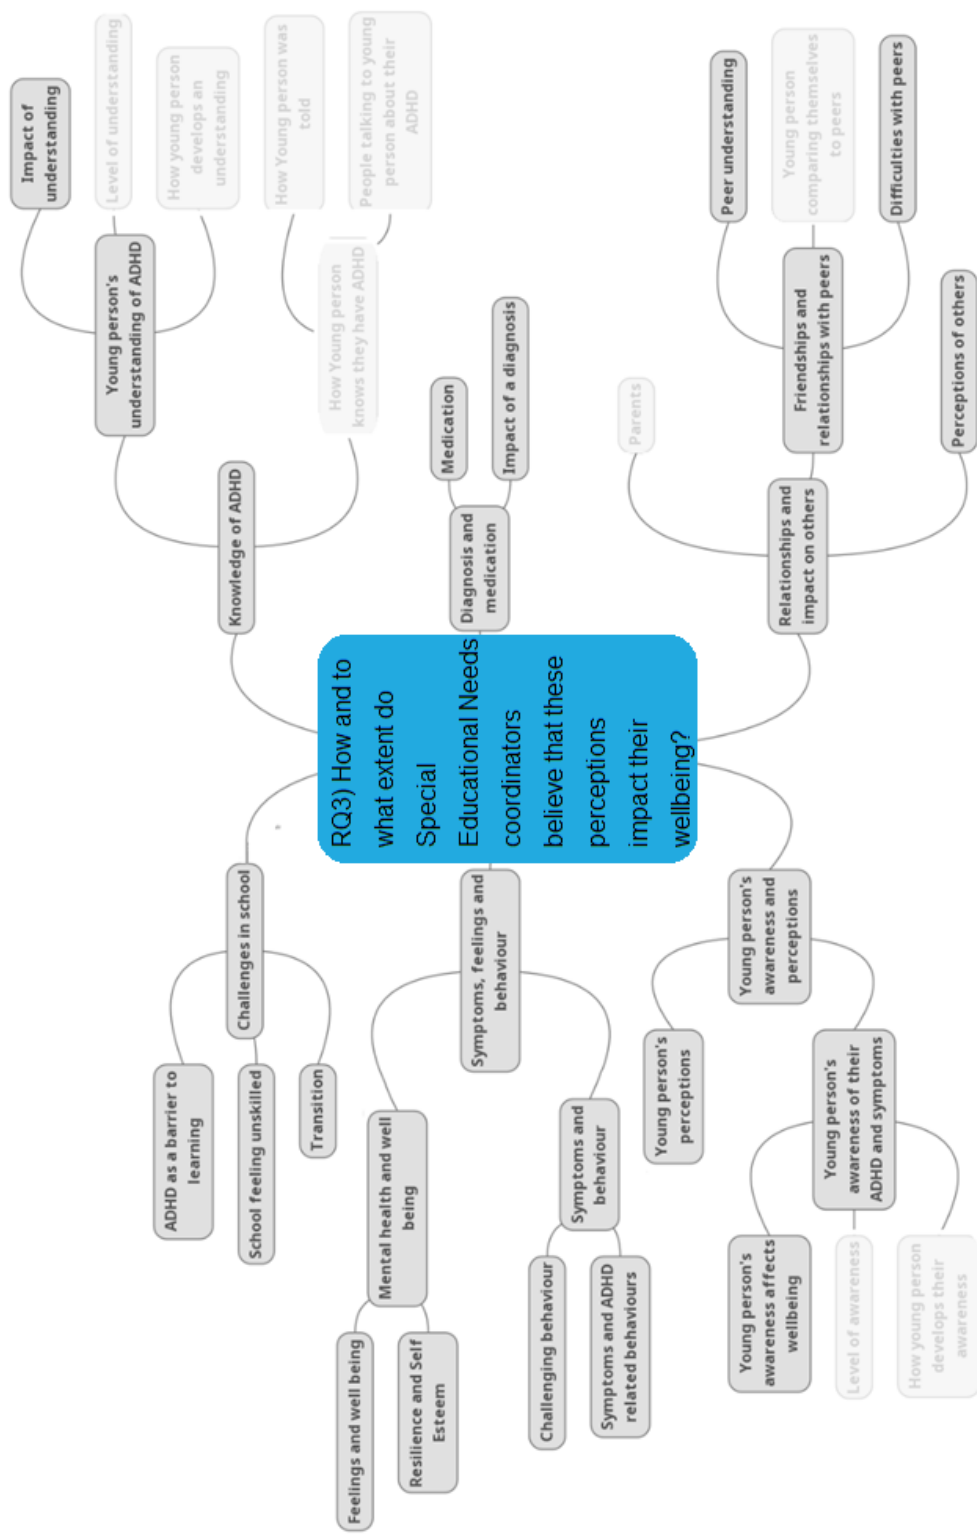 RQ3) How and to
what extent do
Special
Educational Needs
coordinators
believe that these
perceptions
impact their
wellbeing?
Challenges in school
ADHD as a barrier to
learning
School feeling unskilled
Transition
Symptoms, feelings and
behaviour
Mental health and well
being
Feelings and well being
Resilience and Self
Esteem
Symptoms and
behaviour
Challenging behaviour
Symptoms and ADHD
related behaviours
Young person's
awareness and
perceptions
Young person's
perceptions
Young person's
awareness of their
ADHD and symptoms
Young person's
awareness affects
wellbeing
Level of awareness
How young person
develops their
awareness
Knowledge of ADHD
Young person's
understanding of ADHD
Impact of
understanding
Level of understanding
How young person
develops an
understanding
How Young person
knows they have ADHD
How Young person was
told
People talking to young
person about their
ADHD
Diagnosis and
medication
Medication
Impact of a diagnosis
Relationships and
impact on others
Parents
Friendships and
relationships with peers
Peer understanding
Young person
comparing themselves
to peers
Difficulties with peers
Perceptions of others